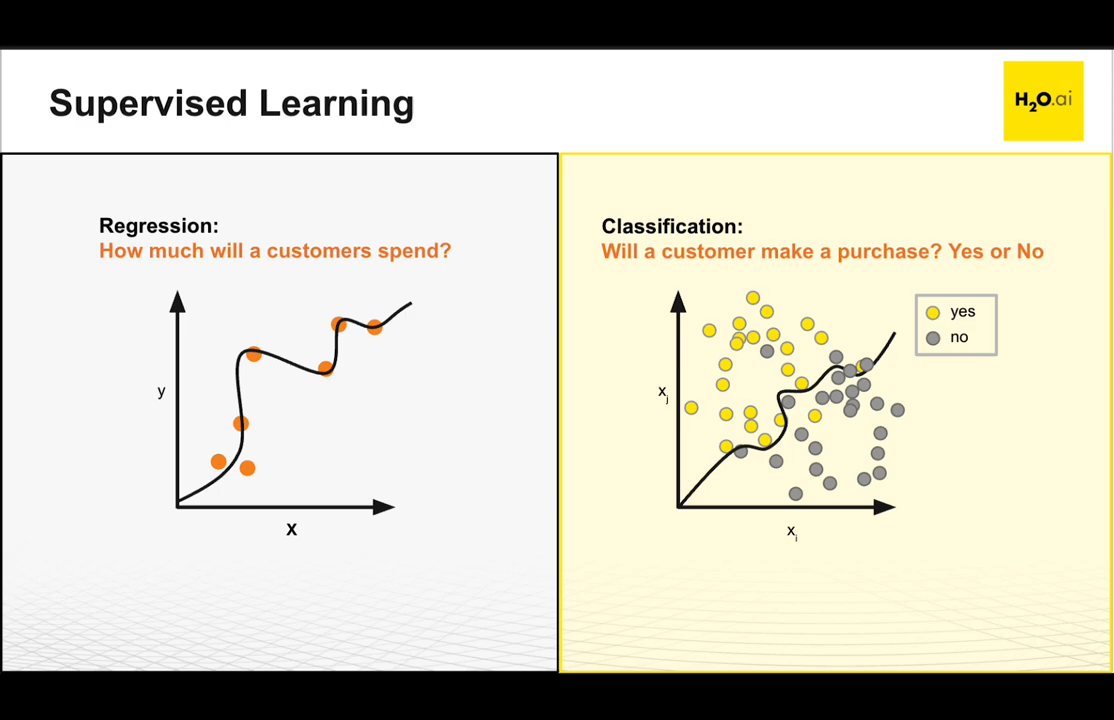 Supervised Learning
H2O.ai
Regression:
How much will a customers spend?
y
x
Classification:
Will a customer make a purchase? Yes or No
yes
no
xj
xi